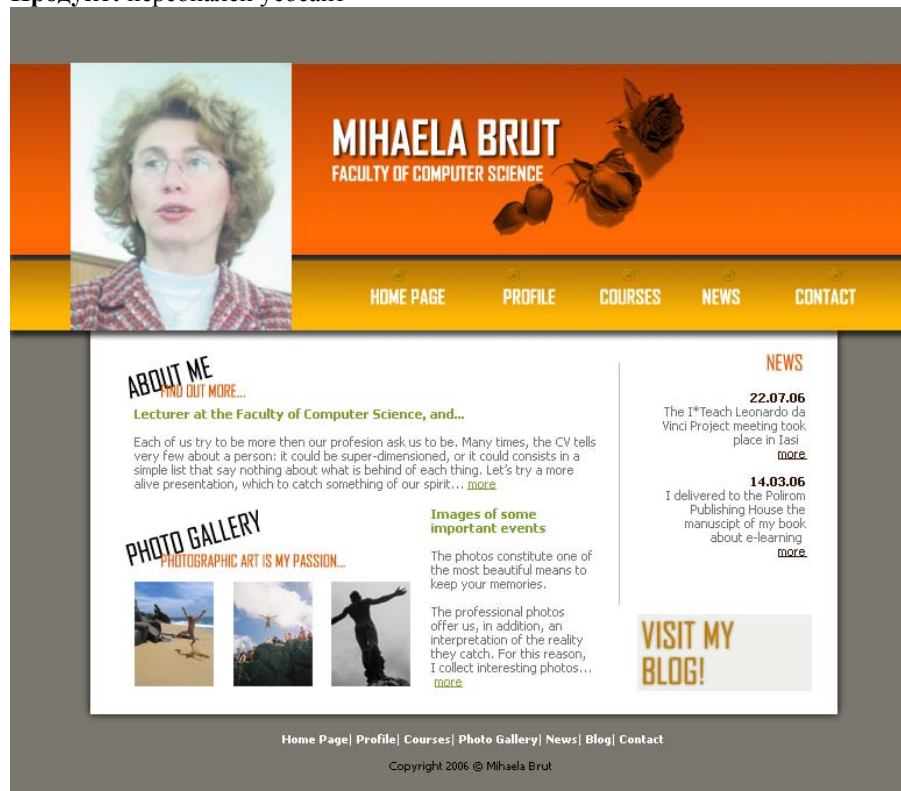 Продукт: персонален уебсайт
MIHAELA BRUT
FACULTY OF COMPUTER SCIENCE
HOME PAGE PROFILE COURSES NEWS CONTACT
ABOUT ME
FIND OUT MORE...
Lecturer at the Faculty of Computer Science, and...
Each of us try to be more then our profesion ask us to be. Many times, the CV tells
very few about a person: it could be super-dimensioned, or it could consists in a
simple list that say nothing about what is behind of each thing. Let's try a more
alive presentation, which to catch something of our spirit... more
PHOTO GALLERY
PHOTOGRAPHIC ART IS MY PASSION...
Images of some
important events
The photos constitute one of
the most beautiful means to
keep your memories.
The professional photos
offer us, in addition, an
interpretation of the reality
they catch. For this reason,
I collect interesting photos...
more
NEWS
22.07.06
The I*Teach Leonardo da
Vinci Project meeting took
place in Iasi
more
14.03.06
I delivered to the Polirom
Publishing House the
manuscipt of my book
about e-learning
more
VISIT MY
BLOG!
Home Page| Profile| Courses| Photo Gallery| News| Blog| Contact
Copyright 2006 @ Mihaela Brut